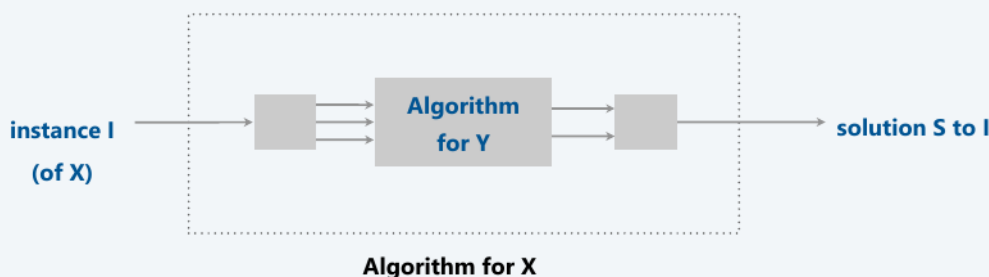 Algorithm
for Y
instance I
(of X)
solution S to I
Algorithm for X